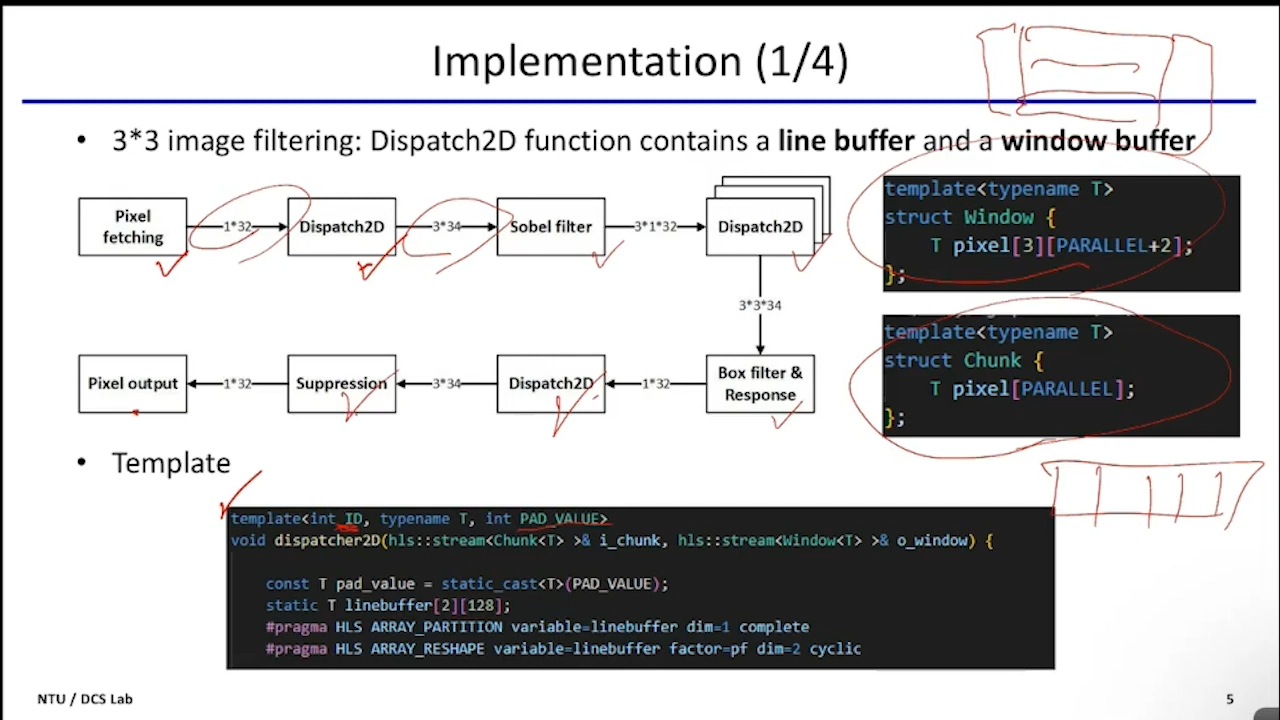 Implementation (1/4)
• 3*3 image filtering: Dispatch2D function contains a line buffer and a window buffer
Pixel
fetching
1*32
Dispatch2D
3*34
Sobel filter
3*1*32
Dispatch2D
3*3*34
Pixel output
1*32
Suppression
3*34
Dispatch2D
1*32
Box filter &
Response
template<typename T>
struct Window {
T pixel[3][PARALLEL+2];
};
template<typename T>
struct Chunk {
T pixel[PARALLEL];
};
• Template
template<int ID, typename T, int PAD_VALUE>
void dispatcher2D(hls::stream<Chunk<T> >& i_chunk, hls::stream<Window<T> >& o_window) {
const T pad_value = static_cast<T>(PAD_VALUE);
static T linebuffer[2][128];
#pragma HLS ARRAY_PARTITION variable=linebuffer dim=1 complete
#pragma HLS ARRAY_RESHAPE variable=linebuffer factor=pf dim=2 cyclic
NTU / DCS Lab
5